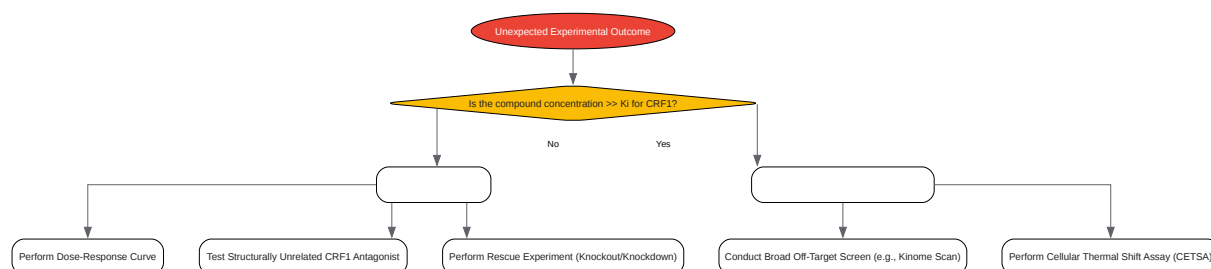 Unexpected Experimental Outcome
Is the compound concentration >> Ki for CRF1?
No
Yes
Perform Dose-Response Curve
Test Structurally Unrelated CRF1 Antagonist
Perform Rescue Experiment (Knockout/Knockdown)
Conduct Broad Off-Target Screen (e.g., Kinome Scan)
Perform Cellular Thermal Shift Assay (CETSA)